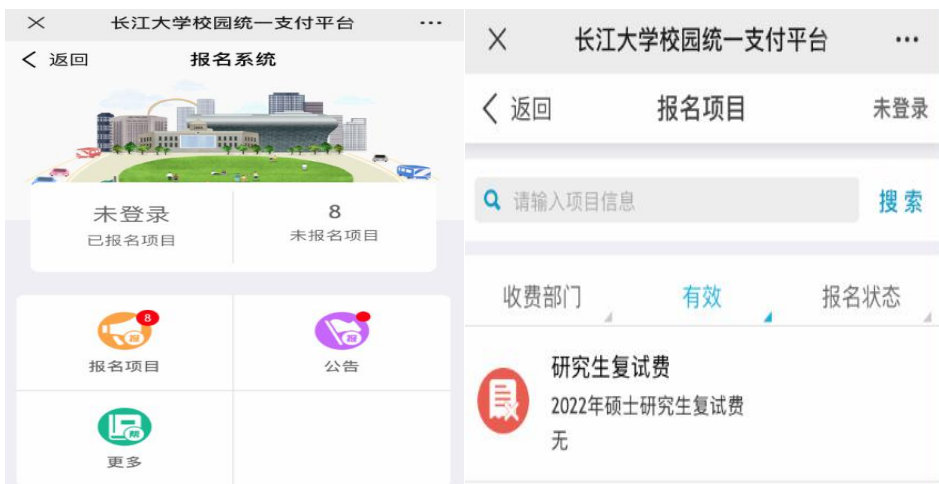 长江大学校园统一支付平台
返回
报名系统
未登录
已报名项目
8
未报名项目
8
报
报名项目
报
公告
帮
更多
长江大学校园统一支付平台
返回
报名项目
未登录
请输入项目信息
搜索
收费部门
有效
报名状态
研究生复试费
2022年硕士研究生复试费
无